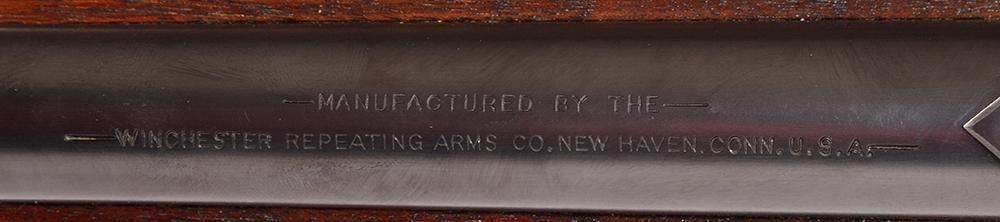 —MANUFACTURED BY THE—
—WINCHESTER REPEATING ARMS CO. NEW HAVEN. CONN. U.S.A.—